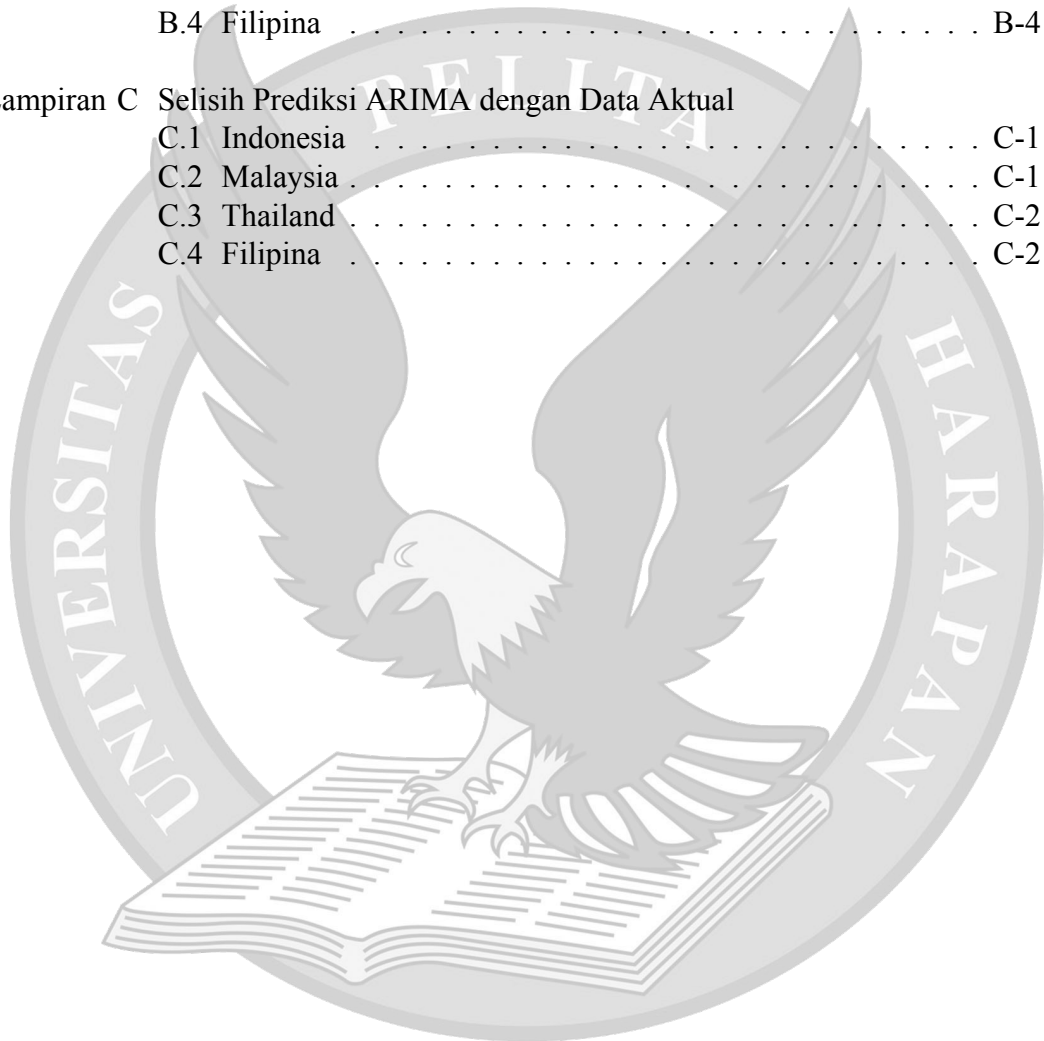 B.4 Filipina . . . . . . . . . . . . . . . . . . . . . . . . . . . . B-4
Lampiran C Selisih Prediksi ARIMA dengan Data Aktual
C.1 Indonesia . . . . . . . . . . . . . . . . . . . . . . . . . . . C-1
C.2 Malaysia . . . . . . . . . . . . . . . . . . . . . . . . . . . . C-1
C.3 Thailand . . . . . . . . . . . . . . . . . . . . . . . . . . . . C-2
C.4 Filipina . . . . . . . . . . . . . . . . . . . . . . . . . . . . C-2
UNIVERSITAS PELITA HARAPAN